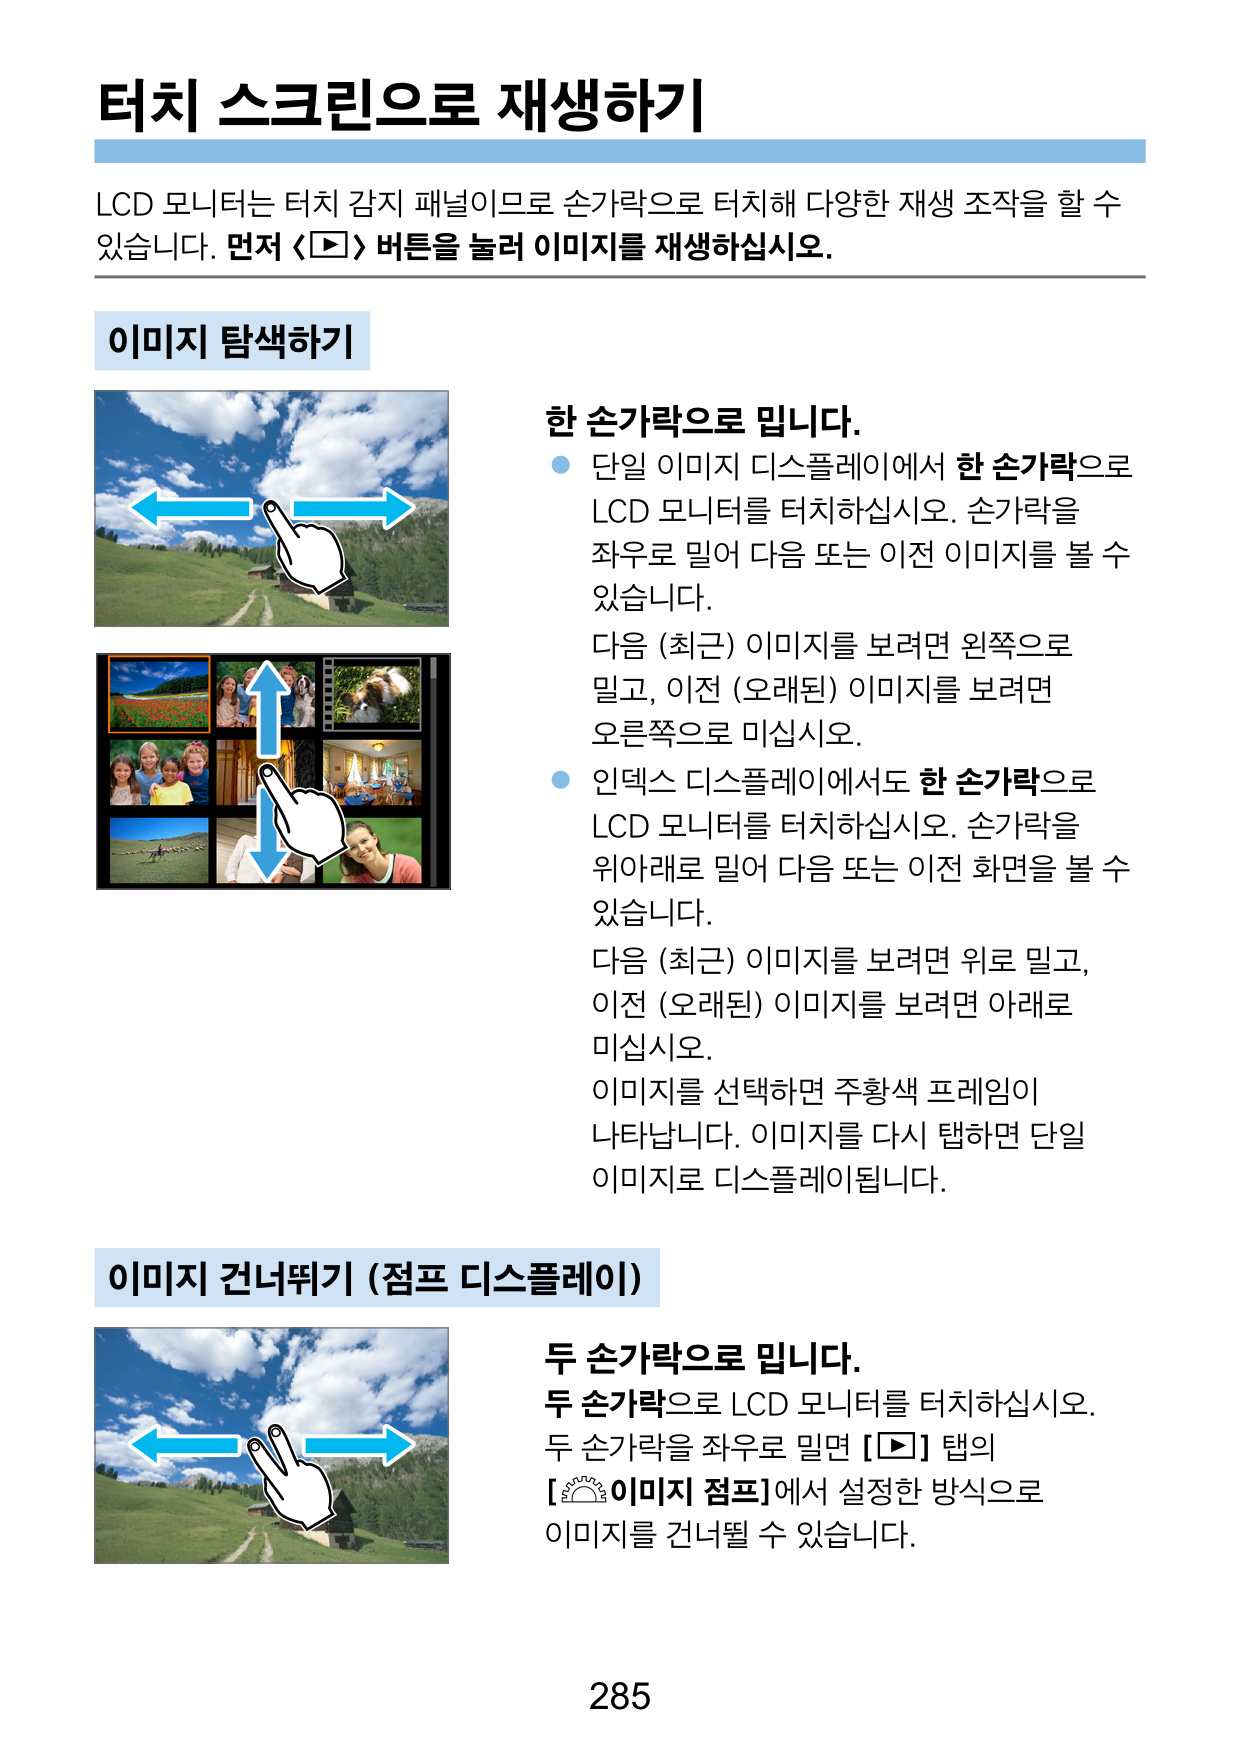 터치 스크린으로 재생하기
LCD 모니터는 터치 감지 패널이므로 손가락으로 터치해 다양한 재생 조작을 할 수
있습니다. 먼저 <▶> 버튼을 눌러 이미지를 재생하십시오.
이미지 탐색하기
한 손가락으로 밉니다.
● 단일 이미지 디스플레이에서 한 손가락으로
LCD 모니터를 터치하십시오. 손가락을
좌우로 밀어 다음 또는 이전 이미지를 볼 수
있습니다.
다음 (최근) 이미지를 보려면 왼쪽으로
밀고, 이전 (오래된) 이미지를 보려면
오른쪽으로 미십시오.
● 인덱스 디스플레이에서도 한 손가락으로
LCD 모니터를 터치하십시오. 손가락을
위아래로 밀어 다음 또는 이전 화면을 볼 수
있습니다.
다음 (최근) 이미지를 보려면 위로 밀고,
이전 (오래된) 이미지를 보려면 아래로
미십시오.
이미지를 선택하면 주황색 프레임이
나타납니다. 이미지를 다시 탭하면 단일
이미지로 디스플레이됩니다.
이미지 건너뛰기 (점프 디스플레이)
두 손가락으로 밉니다.
두 손가락으로 LCD 모니터를 터치하십시오.
두 손가락을 좌우로 밀면 [▶] 탭의
[이미지 점프]에서 설정한 방식으로
이미지를 건너뛸 수 있습니다.
285